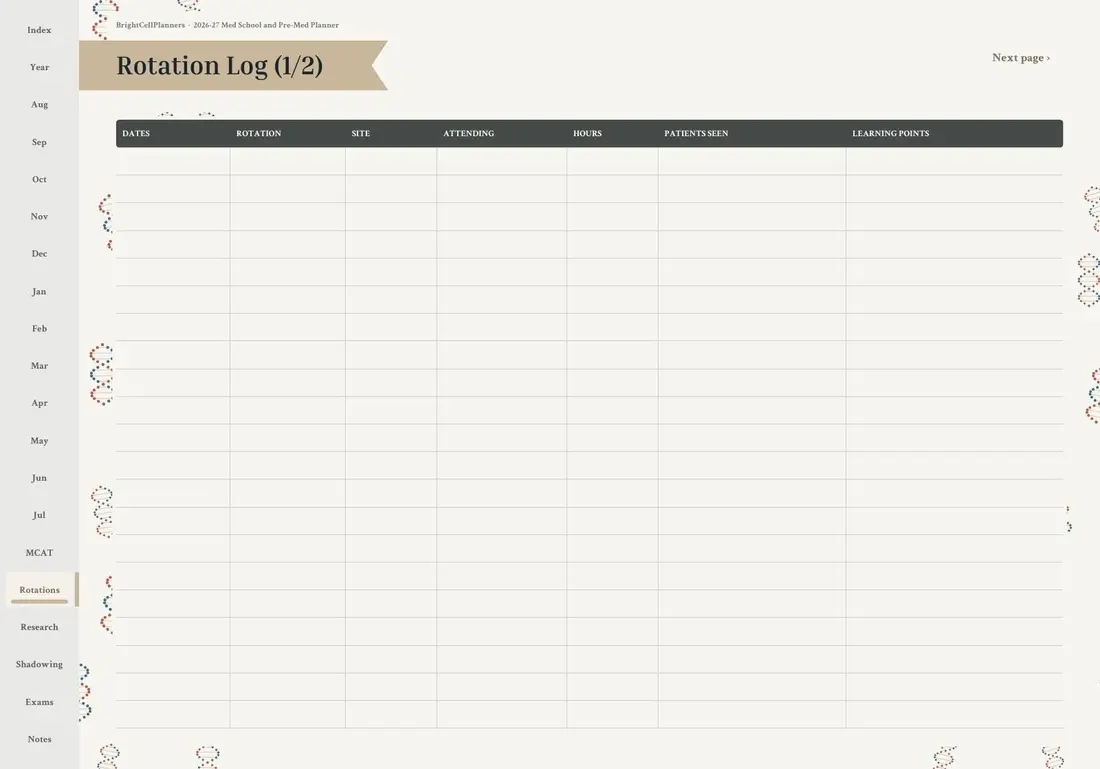 Index
Year
Aug
Sep
Oct
Nov
Dec
Jan
Feb
Mar
Apr
May
Jun
Jul
MCAT
Rotations
Research
Shadowing
Exams
Notes
BrightCellPlanners · 2026-27 Med School and Pre-Med Planner
Rotation Log (1/2)
Next page ›
DATES ROTATION SITE ATTENDING HOURS PATIENTS SEEN LEARNING POINTS